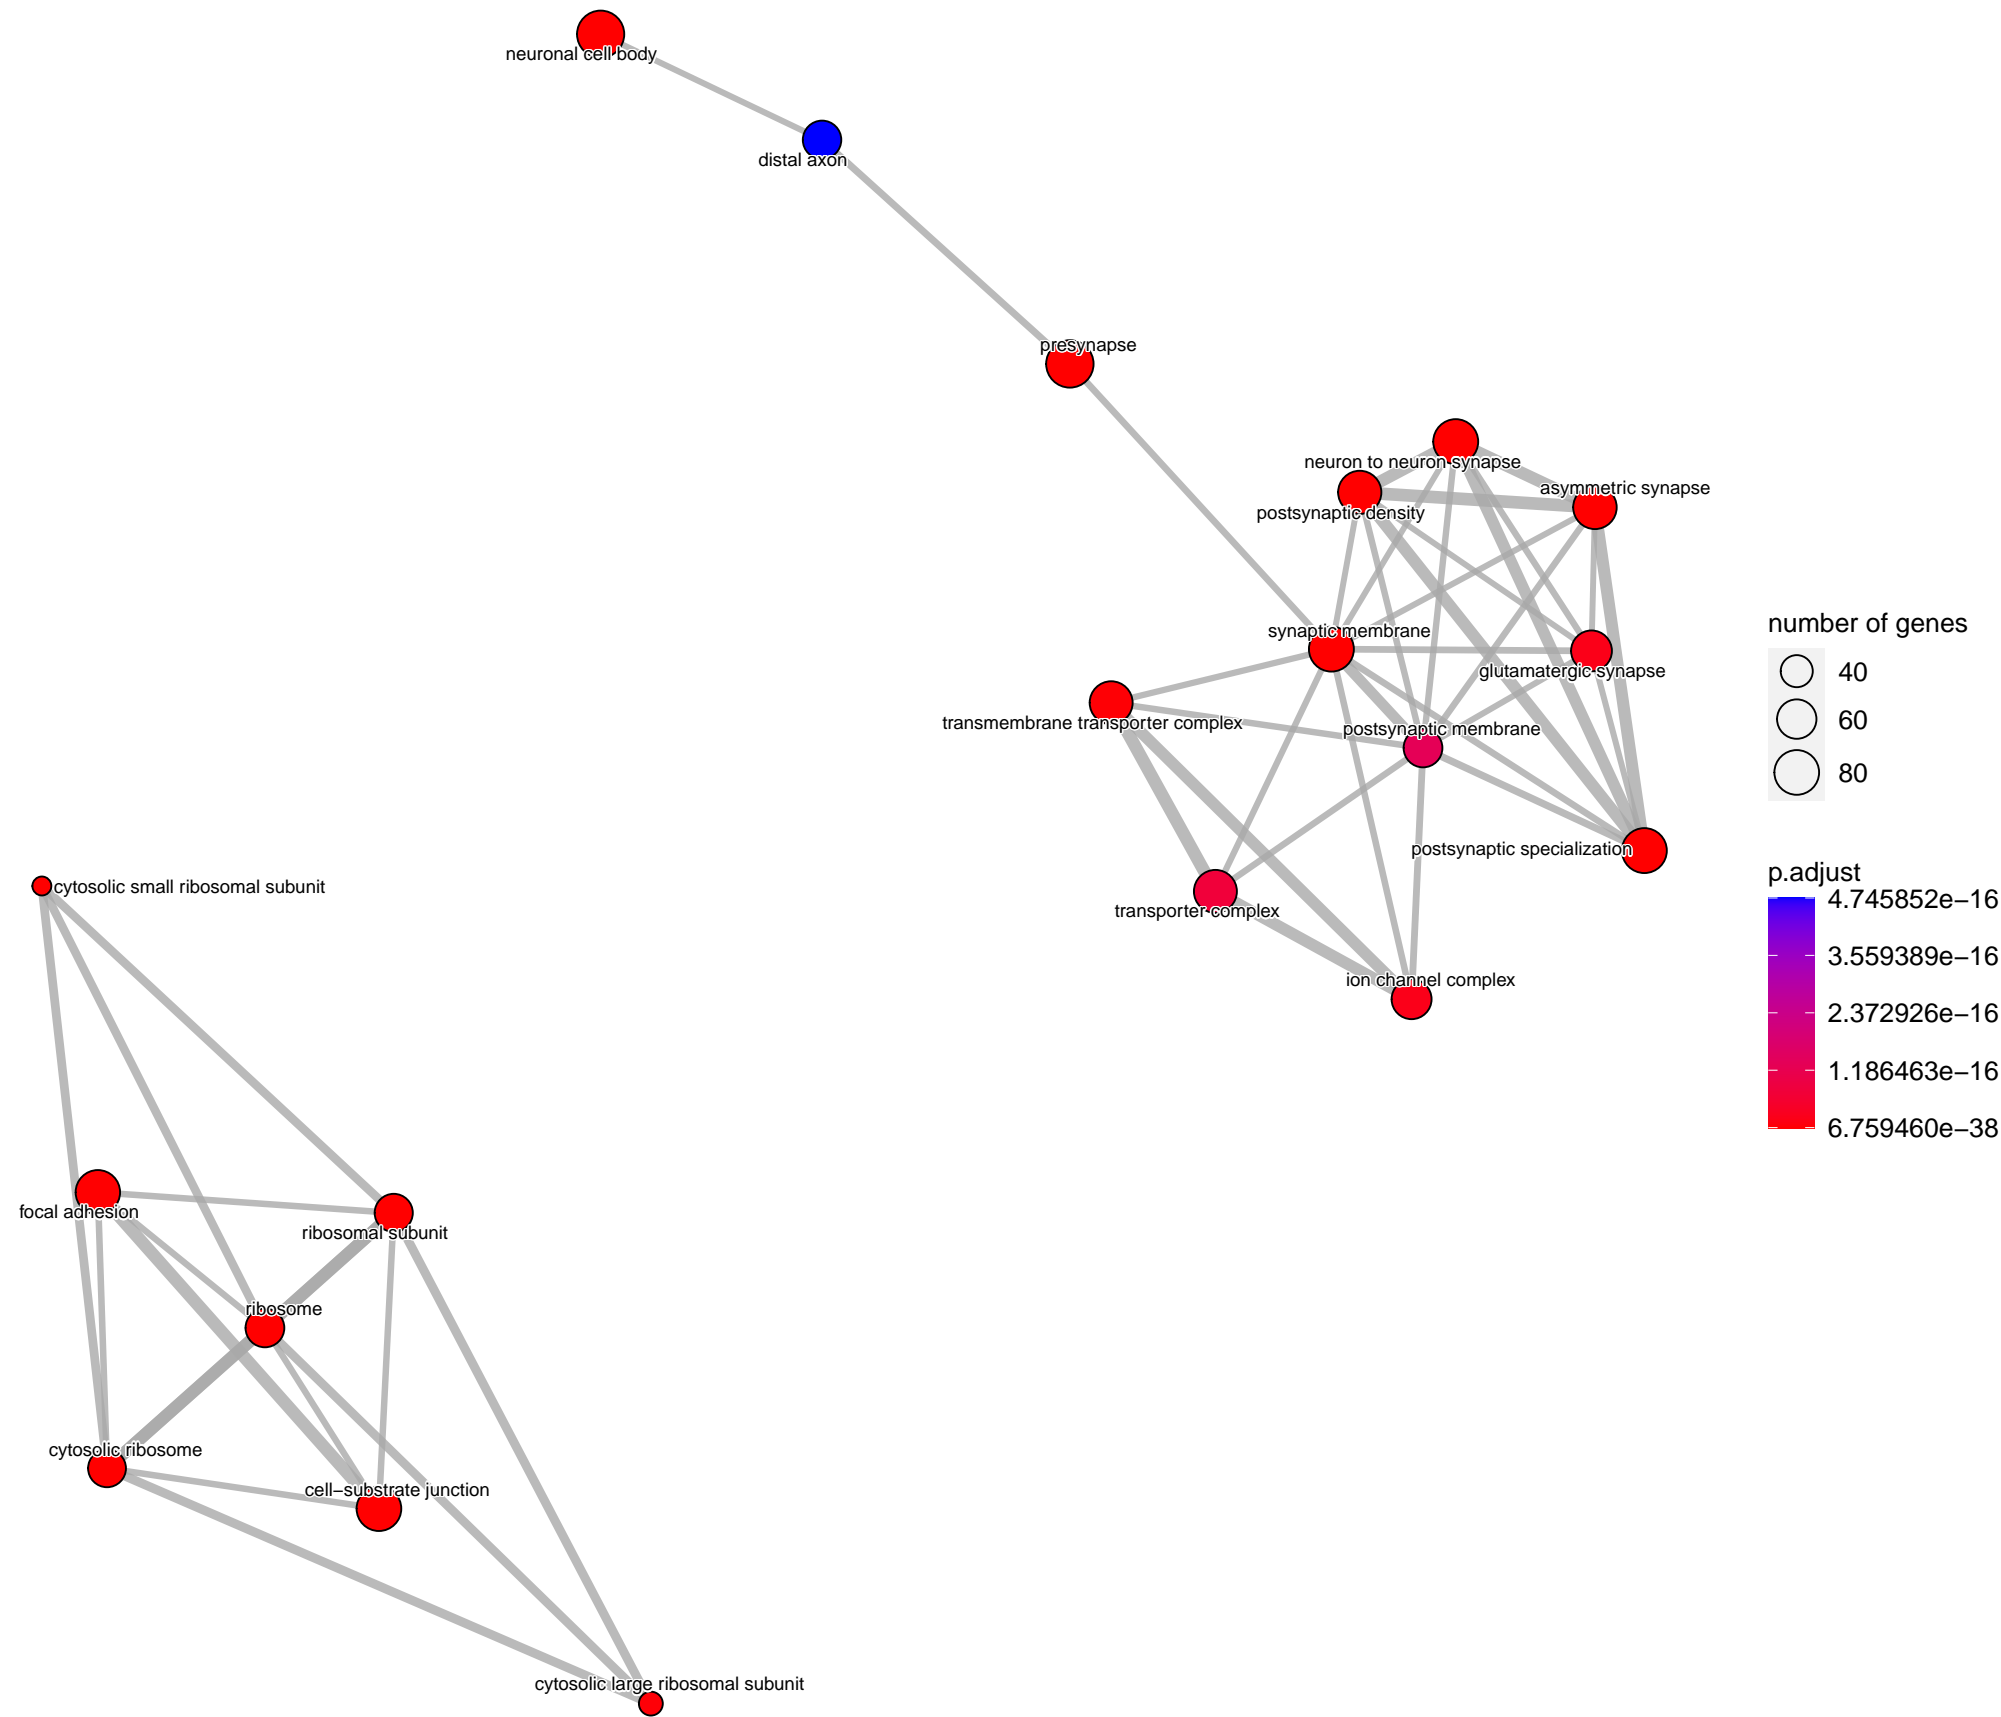 neuronal cell body
distal axon
presynapse
neuron to neuron synapse
asymmetric synapse
postsynaptic density
synaptic membrane
glutamatergic synapse
transmembrane transporter complex
postsynaptic membrane
postsynaptic specialization
transporter complex
ion channel complex
cytosolic small ribosomal subunit
focal adhesion
ribosomal subunit
ribosome
cytosolic ribosome
cell−substrate junction
cytosolic large ribosomal subunit
number of genes
40
60
80
p.adjust
4.745852e−16
3.559389e−16
2.372926e−16
1.186463e−16
6.759460e−38